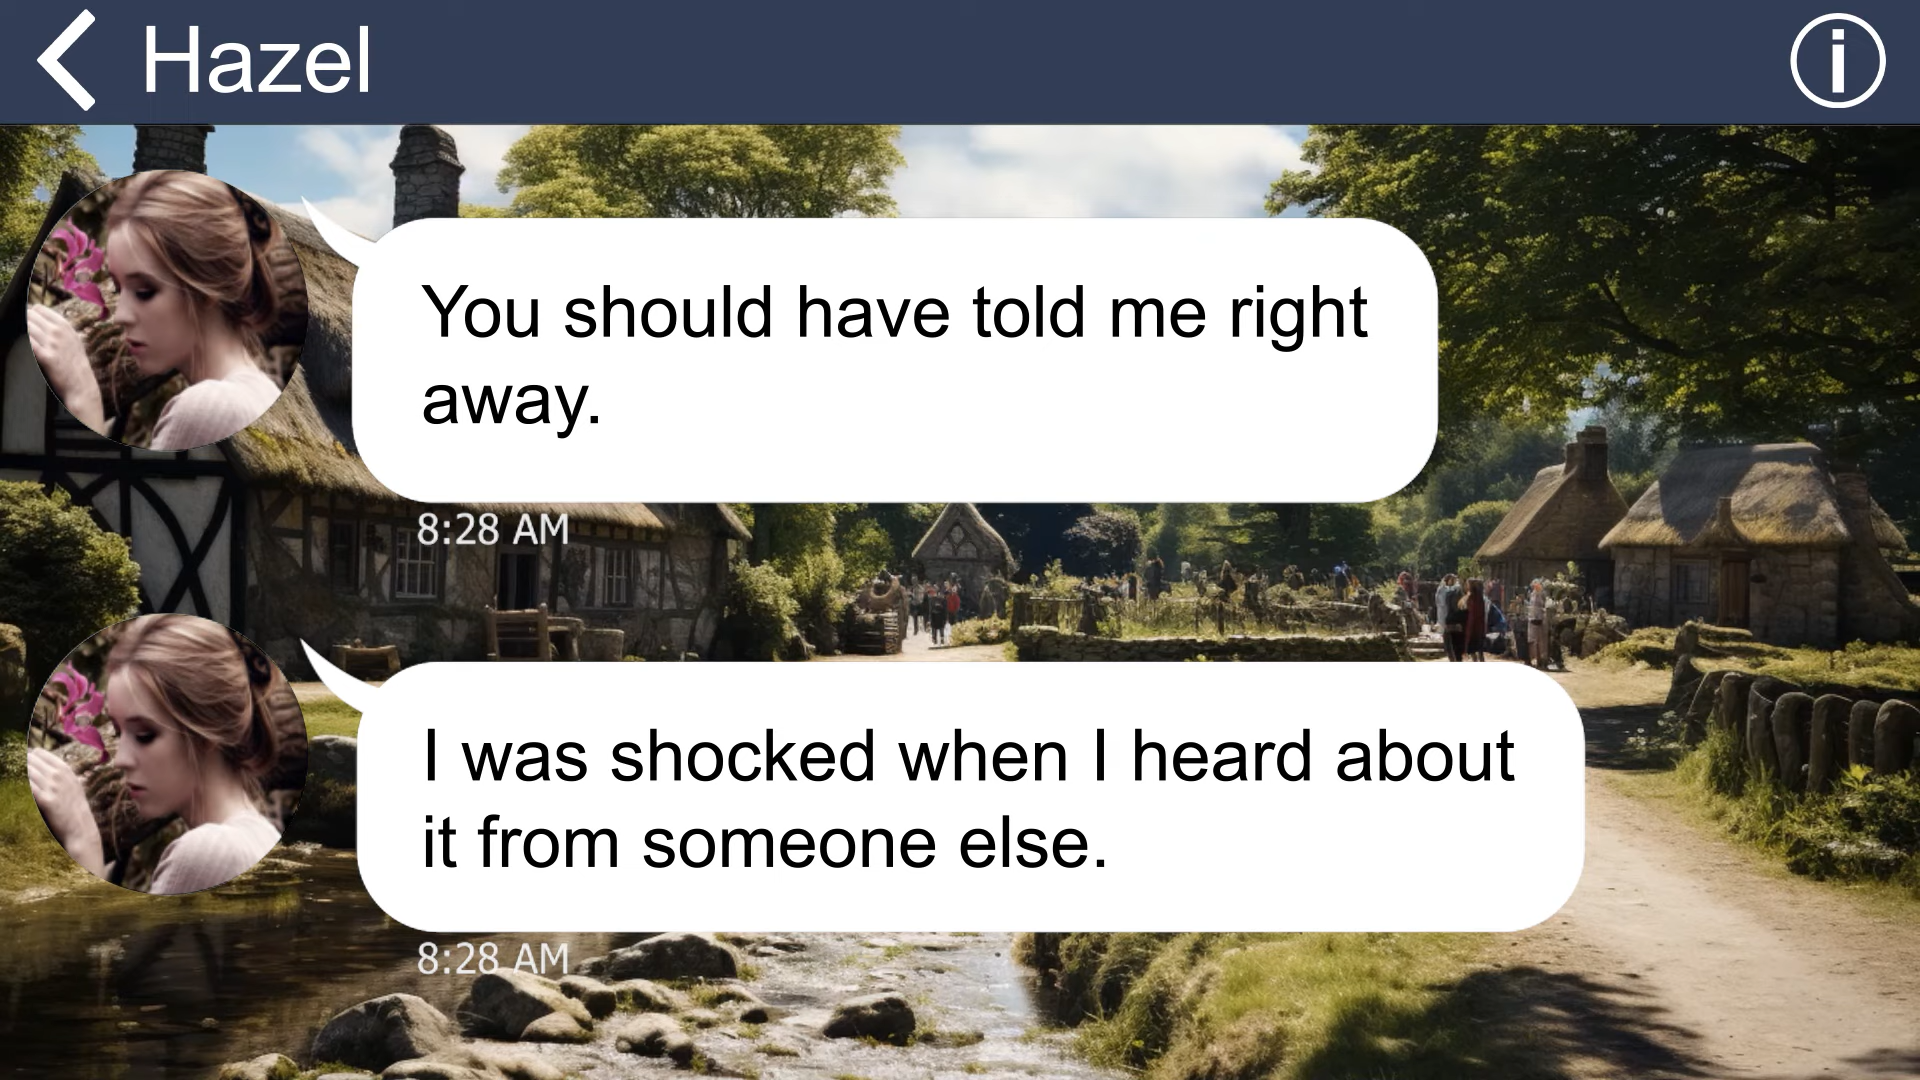 Hazel
You should have told me right
away.
8:28 AM
I was shocked when I heard about
it from someone else.
8:28 AM